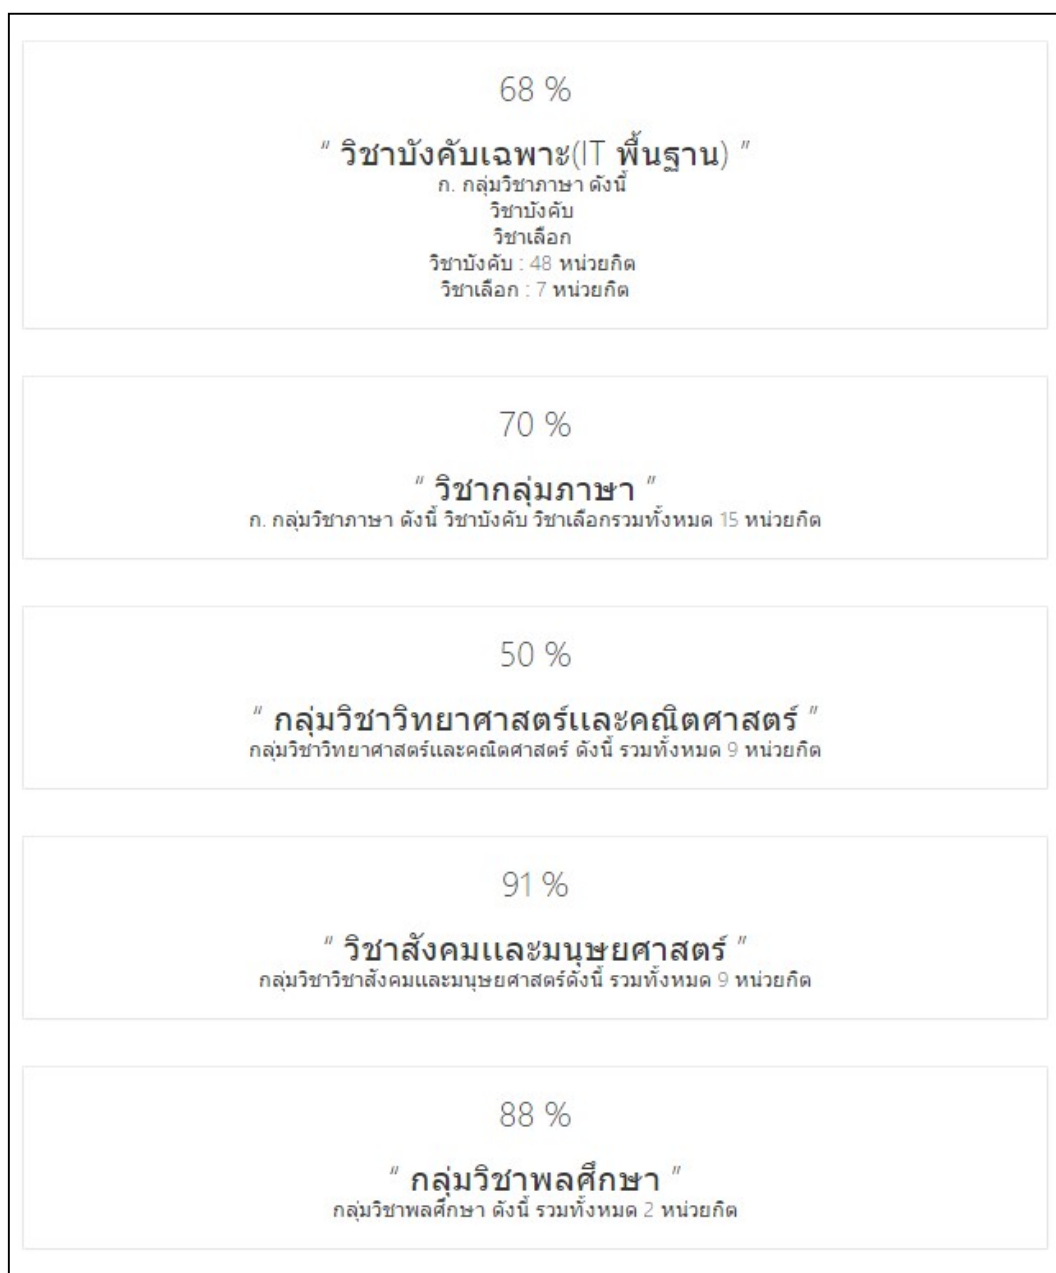 68 %
" วิชาบังคับเฉพาะ(IT พื้นฐาน) "
ก. กลุ่มวิชาภาษา ดังนี้
วิชาบังคับ
วิชาเลือก
วิชาบังคับ : 48 หน่วยกิต
วิชาเลือก : 7 หน่วยกิต
70 %
" วิชากลุ่มภาษา "
ก. กลุ่มวิชาภาษา ดังนี้ วิชาบังคับ วิชาเลือกรวมทั้งหมด 15 หน่วยกิต
50 %
" กลุ่มวิชาวิทยาศาสตร์และคณิตศาสตร์ "
กลุ่มวิชาวิทยาศาสตร์และคณิตศาสตร์ ดังนี้ รวมทั้งหมด 9 หน่วยกิต
91 %
" วิชาสังคมและมนุษยศาสตร์ "
กลุ่มวิชาวิชาสังคมและมนุษยศาสตร์ดังนี้ รวมทั้งหมด 9 หน่วยกิต
88 %
" กลุ่มวิชาพลศึกษา "
กลุ่มวิชาพลศึกษา ดังนี้ รวมทั้งหมด 2 หน่วยกิต